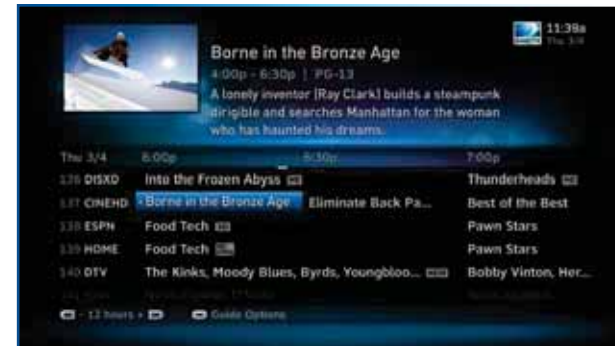 11:38a
Thu 3/4
Borne in the Bronze Age
4:00p - 6:30p | PG-13
A lonely inventor (Ray Clark) builds a steampunk
dirigible and searches Manhattan for the woman
who has haunted his dreams.
Thu 3/4 6:00p 6:30p 7:00p
136 DISXD Into the Frozen Abyss Thunderheads
137 CINEHD Borne in the Bronze Age Eliminate Back Pa... Best of the Best
138 ESPN Food Tech Pawn Stars
139 HOME Food Tech Pawn Stars
140 DTV The Kinks, Moody Blues, Byrds, Youngbloo... Bobby Vinton, Her...
- 12 hours + Guide Options